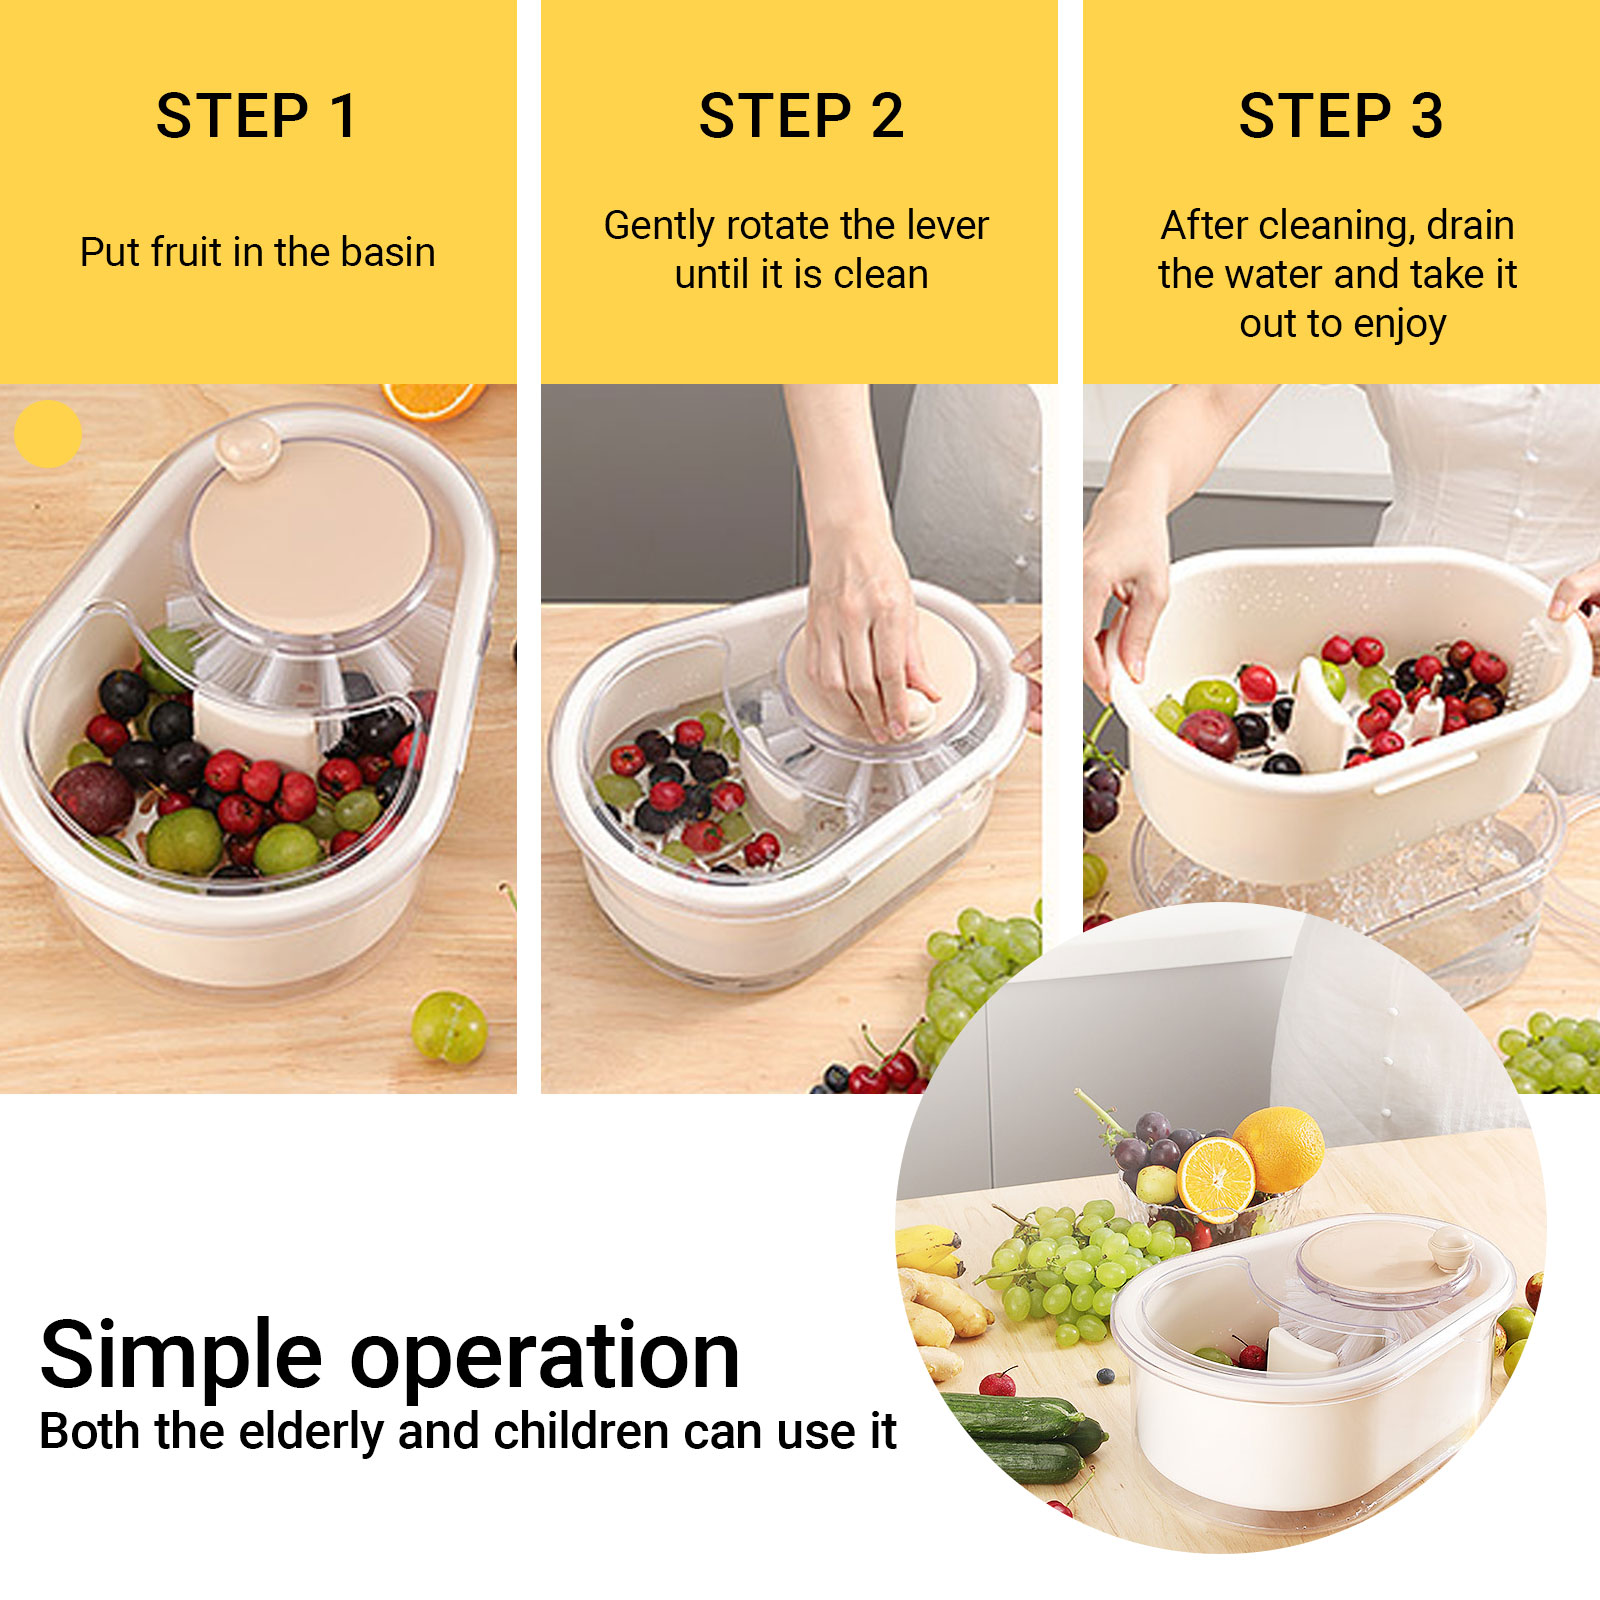 STEP 1
Put fruit in the basin
STEP 2
Gently rotate the lever
until it is clean
STEP 3
After cleaning, drain
the water and take it
out to enjoy
Simple operation
Both the elderly and children can use it